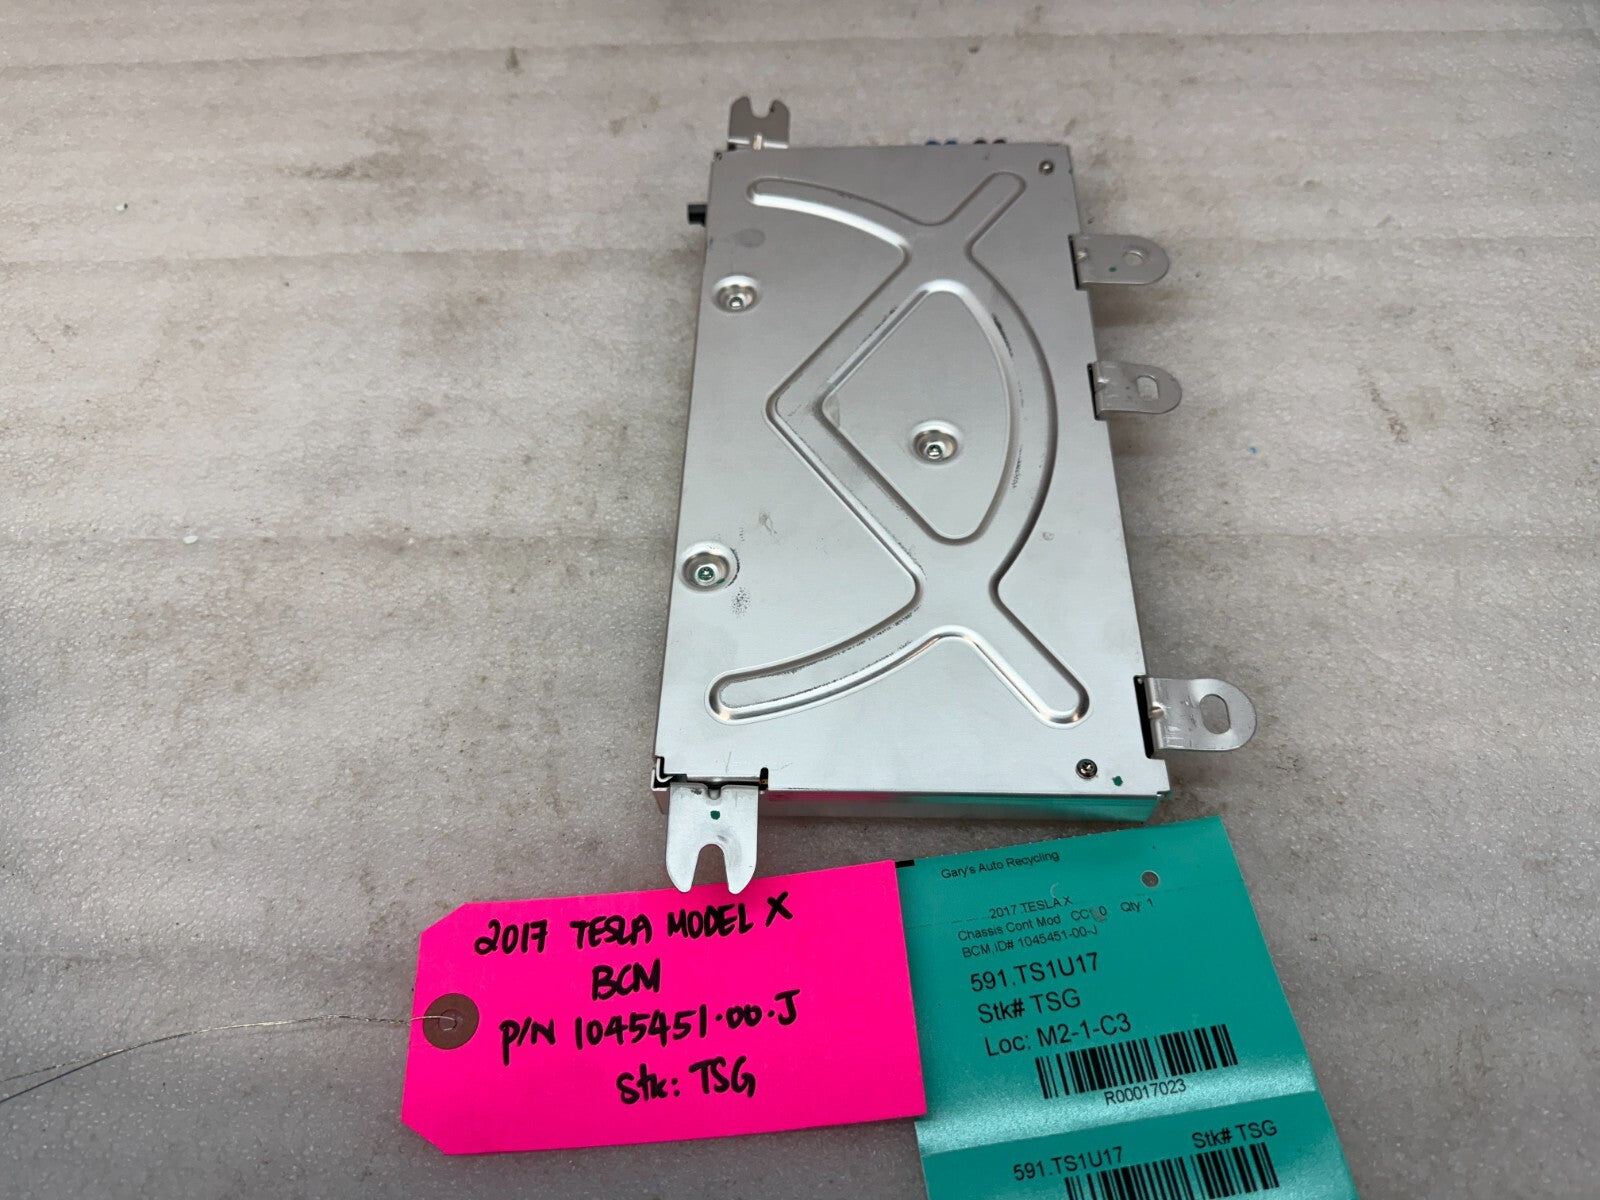 2017 TESLA MODEL X
BCM
P/N 1045451-00-J
Stk: TSG
Gary's Auto Recycling
2017 TESLA X
Chassis Cont Mod Qty: 1
BCM,ID# 1045451-00-J
591.TS1U17
Stk# TSG
Loc: M2-1-C3
R00017023
591.TS1U17 Stk# TSG